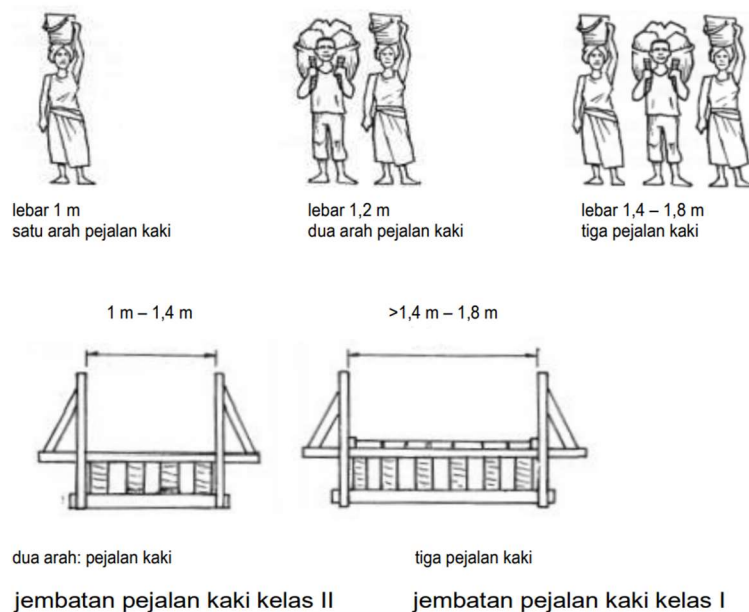 lebar 1 m
satu arah pejalan kaki
lebar 1,2 m
dua arah pejalan kaki
lebar 1,4 – 1,8 m
tiga pejalan kaki
1 m – 1,4 m
>1,4 m – 1,8 m
dua arah: pejalan kaki
tiga pejalan kaki
jembatan pejalan kaki kelas II
jembatan pejalan kaki kelas I